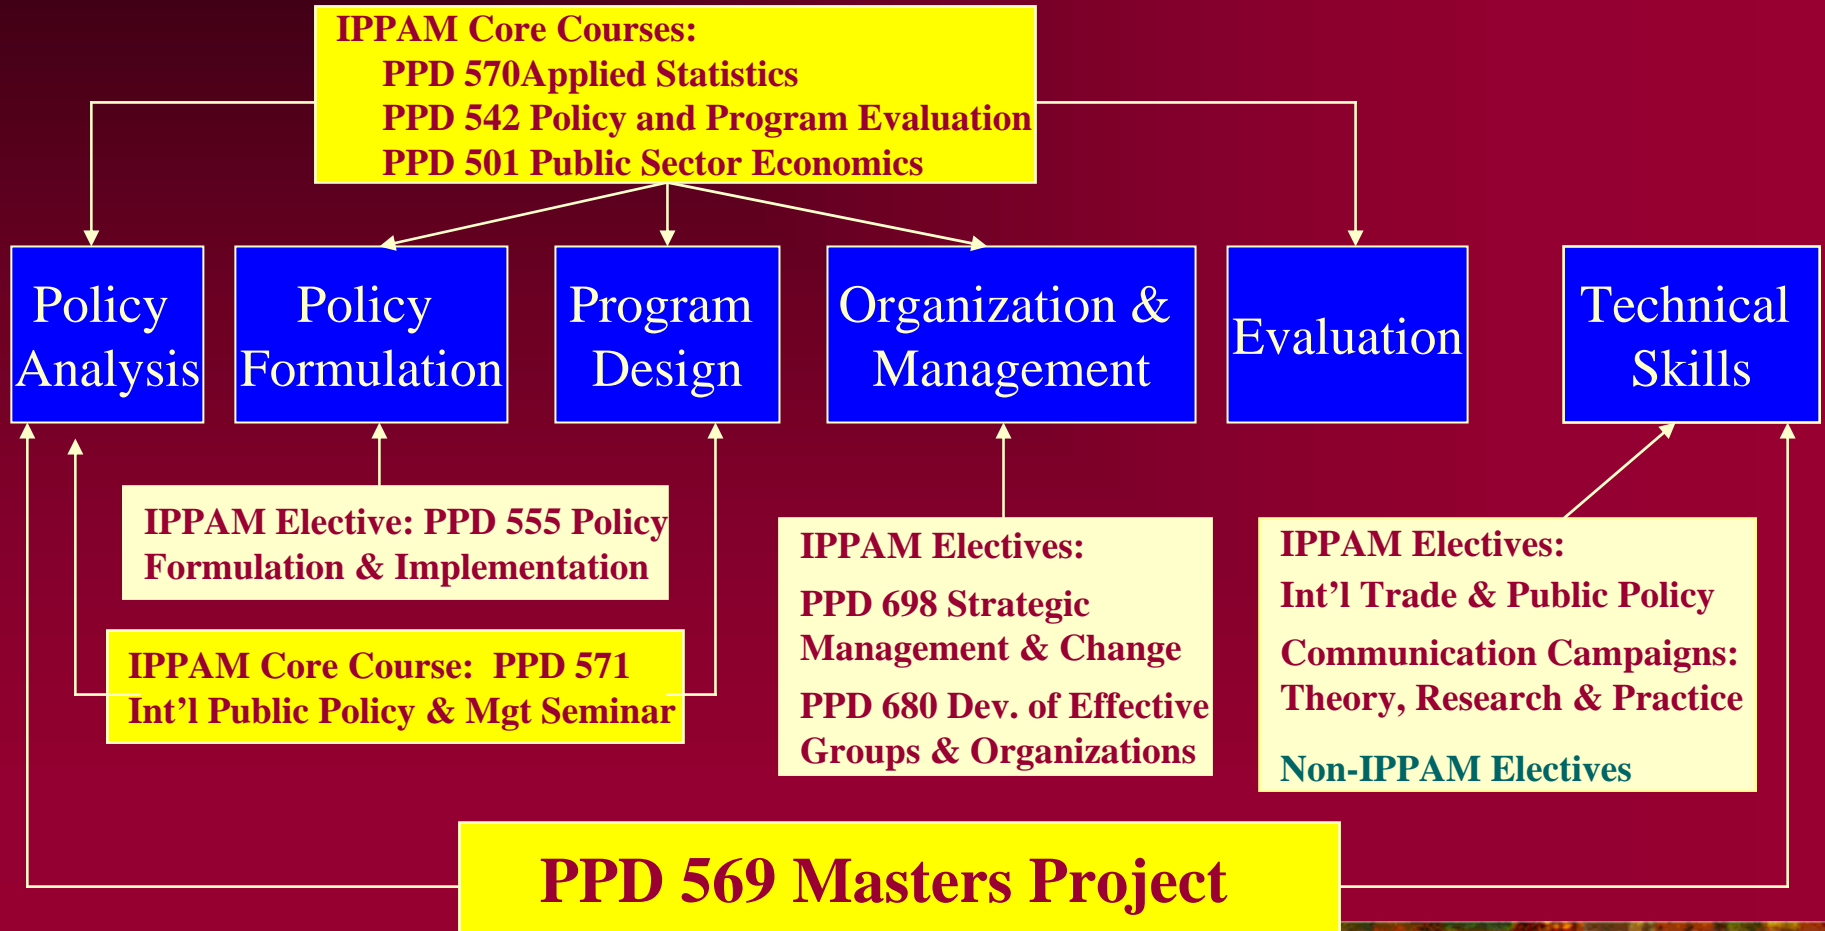 IPPAM Core Courses:
PPD 570Applied Statistics
PPD 542 Policy and Program Evaluation
PPD 501 Public Sector Economics
Policy
Analysis
Policy
Formulation
Program
Design
Organization &
Management
Evaluation
Technical
Skills
IPPAM Elective: PPD 555 Policy
Formulation & Implementation
IPPAM Core Course:  PPD 571
Int’l Public Policy & Mgt Seminar
IPPAM Electives:
PPD 698 Strategic
Management & Change
PPD 680 Dev. of Effective
Groups & Organizations
IPPAM Electives:
Int’l Trade & Public Policy
Communication Campaigns:
Theory, Research & Practice
Non-IPPAM Electives
PPD 569 Masters Project